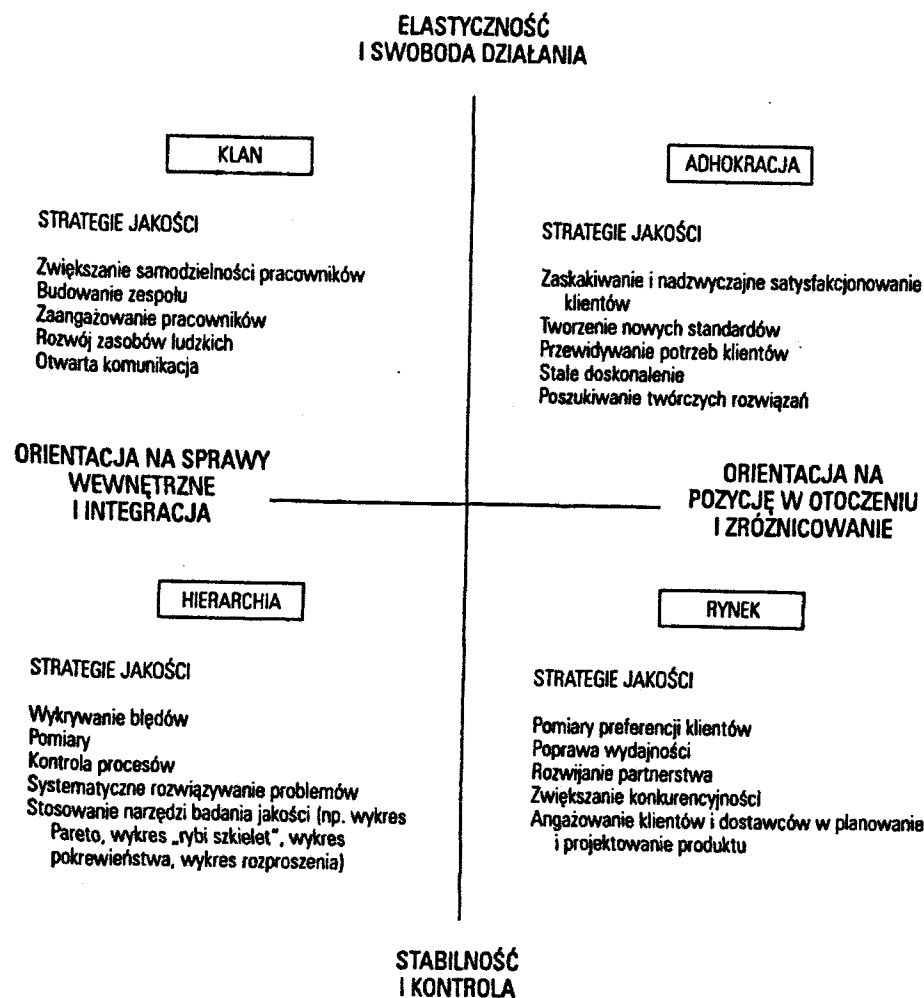 ELASTYCZNOŚĆ
I SWOBODA DZIAŁANIA
KLAN
STRATEGIE JAKOŚCI
Zwiększanie samodzielności pracowników
Budowanie zespołu
Zaangażowanie pracowników
Rozwój zasobów ludzkich
Otwarta komunikacja
ADHOKRACJA
STRATEGIE JAKOŚCI
Zaskakiwanie i nadzwyczajne satysfakcjonowanie
klientów
Tworzenie nowych standardów
Przewidywanie potrzeb klientów
Stałe doskonalenie
Poszukiwanie twórczych rozwiązań
ORIENTACJA NA SPRAWY
WEWNĘTRZNE
I INTEGRACJA
ORIENTACJA NA
POZYCJĘ W OTOCZENIU
I ZRÓŻNICOWANIE
HIERARCHIA
STRATEGIE JAKOŚCI
Wykrywanie błędów
Pomiary
Kontrola procesów
Systematyczne rozwiązywanie problemów
Stosowanie narzędzi badania jakości (np. wykres
Pareto, wykres „rybi szkielet", wykres
pokrewieństwa, wykres rozproszenia)
RYNEK
STRATEGIE JAKOŚCI
Pomiary preferencji klientów
Poprawa wydajności
Rozwijanie partnerstwa
Zwiększanie konkurencyjności
Angażowanie klientów i dostawców w planowanie
i projektowanie produktu
STABILNOŚĆ
I KONTROLA